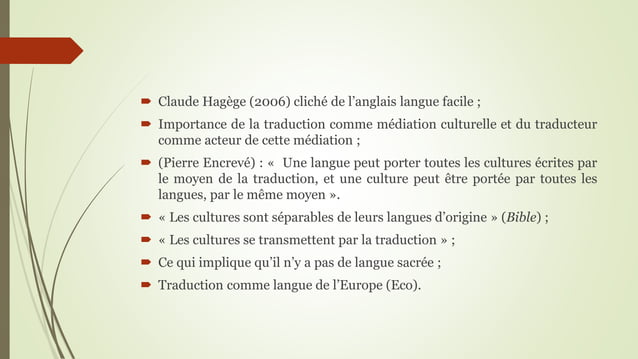 Claude Hagège (2006) cliché de l’anglais langue facile ;
Importance de la traduction comme médiation culturelle et du traducteur
comme acteur de cette médiation ;
(Pierre Encrevé) : «  Une langue peut porter toutes les cultures écrites par
le moyen de la traduction, et une culture peut être portée par toutes les
langues, par le même moyen ».
« Les cultures sont séparables de leurs langues d’origine » (Bible) ;
« Les cultures se transmettent par la traduction » ;
Ce qui implique qu’il n’y a pas de langue sacrée ;
Traduction comme langue de l’Europe (Eco).